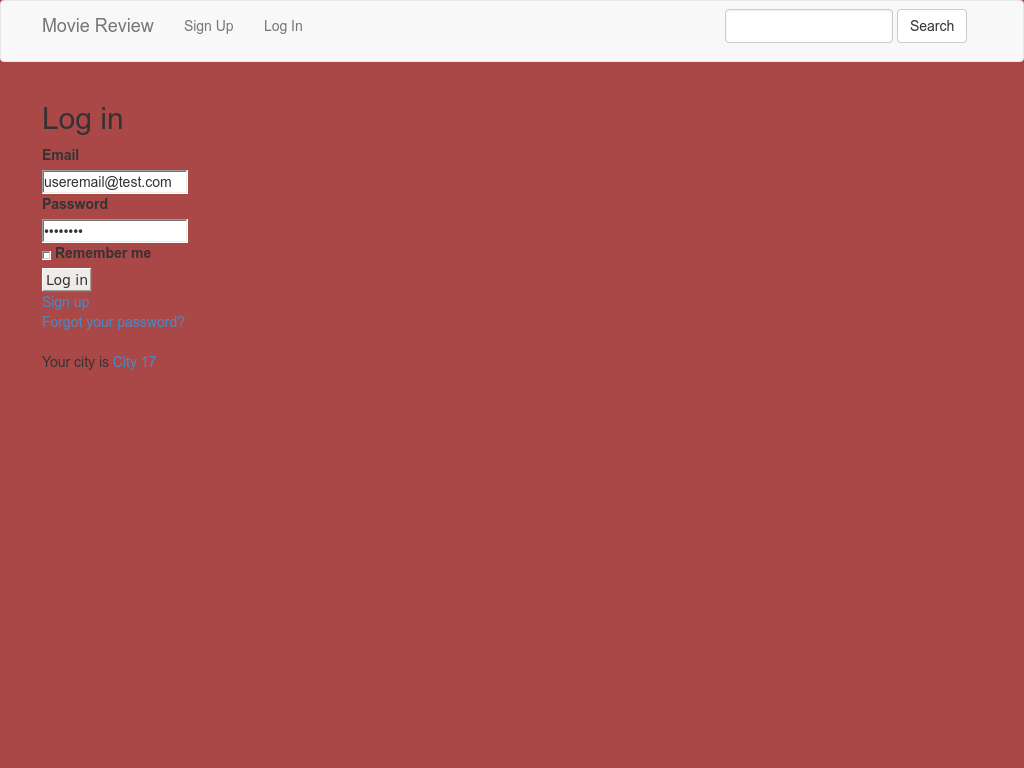 Movie Review Sign Up Log In Search
Log in
Email
useremail@test.com
Password
••••••••
Remember me
Log in
Sign up
Forgot your password?
Your city is City 17